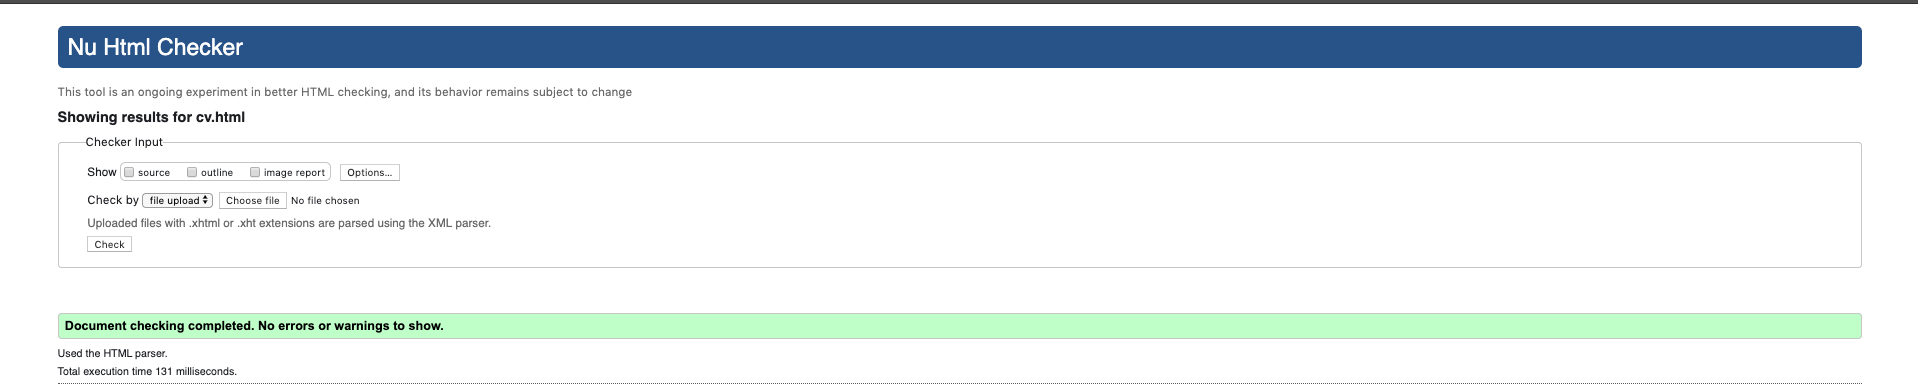 Nu Html Checker
This tool is an ongoing experiment in better HTML checking, and its behavior remains subject to change
Showing results for cv.html
Checker Input
Show source outline image report Options...
Check by file upload Choose file No file chosen
Uploaded files with .xhtml or .xht extensions are parsed using the XML parser.
Check
Document checking completed. No errors or warnings to show.
Used the HTML parser.
Total execution time 131 milliseconds.